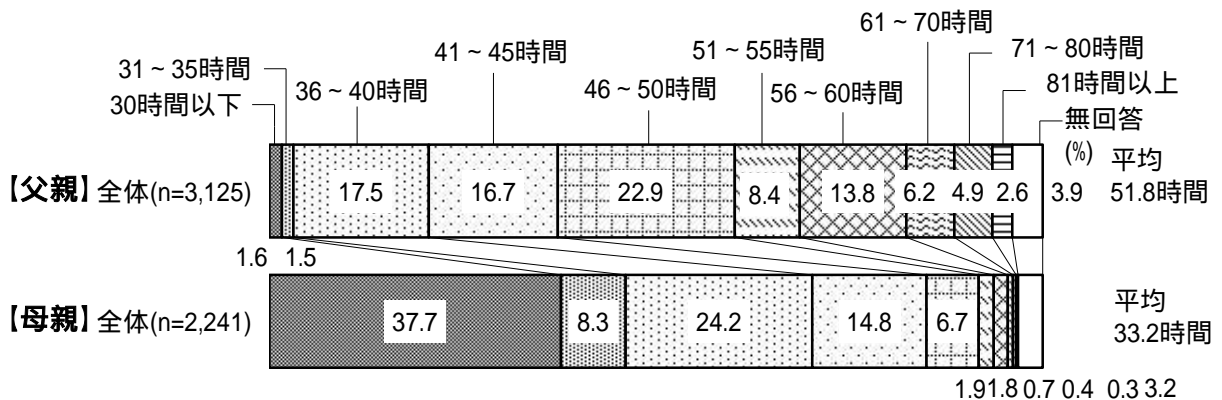 61～70時間
51～55時間
71～80時間
41～45時間
31～35時間
81時間以上
36～40時間
46～50時間
56～60時間
30時間以下
無回答
(%)
平均
【父親】全体(n=3,125)
17.5
16.7
22.9
8.4
13.8
6.2
4.9
2.6
3.9
51.8時間
1.6
1.5
平均
【母親】全体(n=2,241)
37.7
8.3
24.2
14.8
6.7
33.2時間
1.9
1.8
0.7
0.4
0.3
3.2